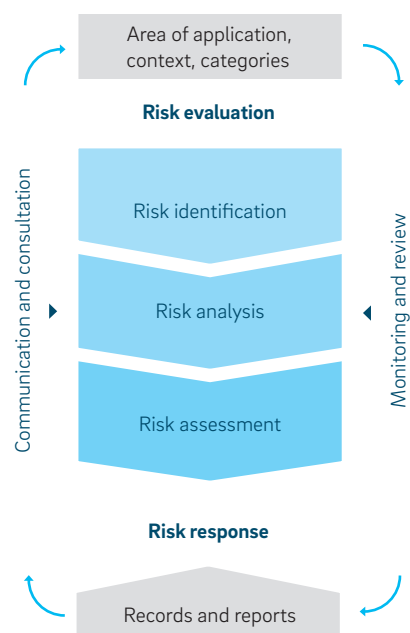 Area of application,
context, categories
Risk evaluation
Communication and consultation
Risk identification
Risk analysis
Risk assessment
Monitoring and review
Risk response
Records and reports